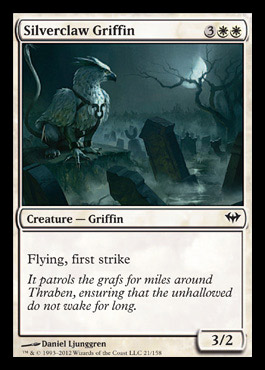 Silverclaw Griffin 3
Creature — Griffin
Flying, first strike
It patrols the grafs for miles around
Thraben, ensuring that the unhallowed
do not wake for long.
Daniel Ljunggren
™ & © 1993–2012 Wizards of the Coast LLC 21/158
3/2